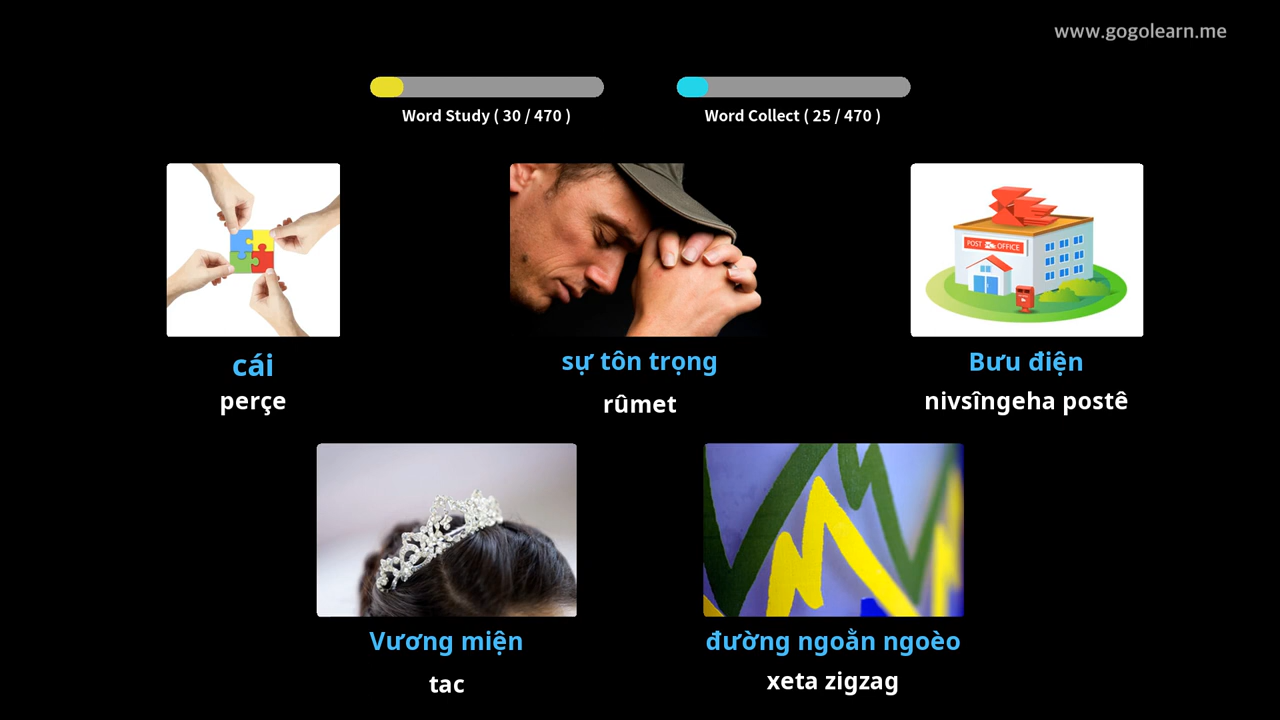 www.gogolearn.me
Word Study ( 30 / 470 )
Word Collect ( 25 / 470 )
POST OFFICE
cái
perçe
sự tôn trọng
rûmet
Bưu điện
nivsîngeha postê
Vương miện
tac
đường ngoằn ngoèo
xeta zigzag